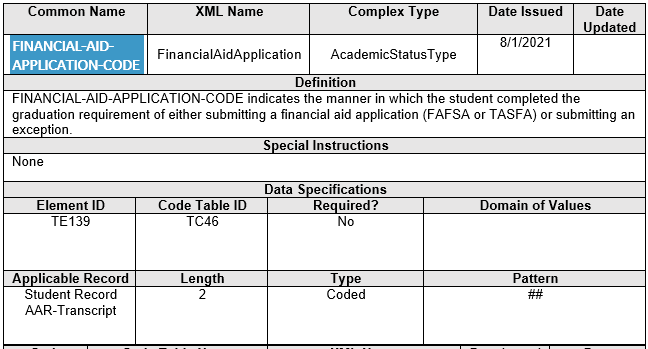 Common Name XML Name Complex Type Date Issued Date Updated
FINANCIAL-AID-APPLICATION-CODE FinancialAidApplication AcademicStatusType 8/1/2021
Definition
FINANCIAL-AID-APPLICATION-CODE indicates the manner in which the student completed the
graduation requirement of either submitting a financial aid application (FAFSA or TASFA) or submitting an
exception.
Special Instructions
None
Data Specifications
Element ID Code Table ID Required? Domain of Values
TE139 TC46 No
Applicable Record Length Type Pattern
Student Record 2 Coded ##
AAR-Transcript